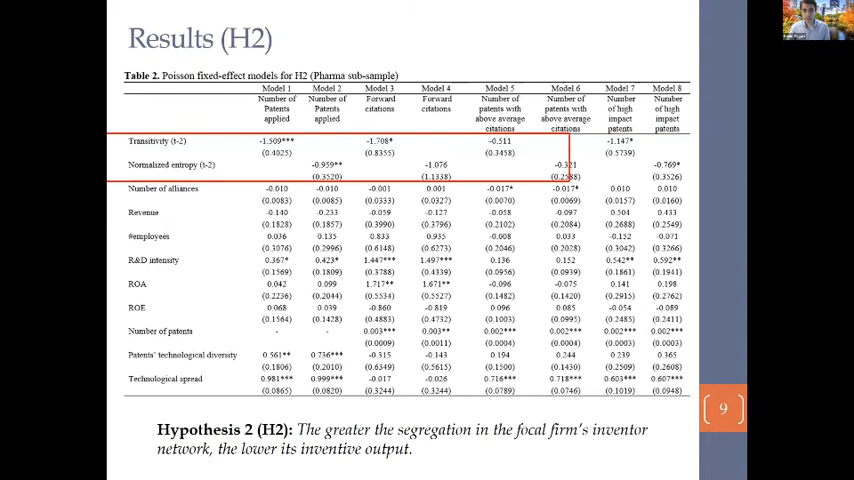 Results (H2)
Table 2. Poisson fixed-effect models for H2 (Pharma sub-sample)
Model 1 Model 2 Model 3 Model 4 Model 5 Model 6 Model 7 Model 8
Number of Patents applied Number of Patents applied Forward citations Forward citations Number of patents with above average citations Number of patents with above average citations Number of high impact patents Number of high impact patents
Transitivity (t-2) -1.509*** -1.708* -0.511 -1.147*
(0.4025) (0.8355) (0.3458) (0.5739)
Normalized entropy (t-2) -0.959** -1.076 -0.321 -0.769*
(0.3520) (1.1338) (0.2588) (0.3526)
Number of alliances -0.010 -0.010 -0.001 0.001 -0.017* -0.017* 0.010 0.010
(0.0083) (0.0085) (0.0333) (0.0327) (0.0070) (0.0069) (0.0157) (0.0160)
Revenue -0.140 -0.233 -0.059 -0.127 -0.058 -0.097 0.504 0.433
(0.1828) (0.1857) (0.3990) (0.3796) (0.2102) (0.2084) (0.2688) (0.2549)
#employees 0.036 0.135 0.833 0.935 -0.008 0.033 -0.152 -0.071
(0.3076) (0.2996) (0.6148) (0.6273) (0.2046) (0.2028) (0.3042) (0.3266)
R&D intensity 0.367* 0.423* 1.447*** 1.497*** 0.136 0.152 0.542** 0.592**
(0.1569) (0.1809) (0.3788) (0.4339) (0.0956) (0.0939) (0.1861) (0.1941)
ROA 0.042 0.099 1.717** 1.671** -0.096 -0.075 0.141 0.198
(0.2236) (0.2044) (0.5534) (0.5527) (0.1482) (0.1420) (0.2915) (0.2762)
ROE 0.068 0.039 -0.860 -0.819 0.096 0.085 -0.054 -0.089
(0.1564) (0.1428) (0.4883) (0.4732) (0.1003) (0.0995) (0.2485) (0.2411)
Number of patents - - 0.003*** 0.003** 0.002*** 0.002*** 0.002*** 0.002***
(0.0009) (0.0011) (0.0004) (0.0004) (0.0003) (0.0003)
Patents' technological diversity 0.561** 0.736*** -0.315 -0.143 0.194 0.244 0.239 0.365
(0.1806) (0.2010) (0.6349) (0.5615) (0.1500) (0.1430) (0.2509) (0.2608)
Technological spread 0.981*** 0.999*** -0.017 -0.026 0.716*** 0.718*** 0.603*** 0.607***
(0.0865) (0.0820) (0.3244) (0.3244) (0.0789) (0.0746) (0.1019) (0.0948)
Hypothesis 2 (H2): The greater the segregation in the focal firm's inventor
network, the lower its inventive output.
9